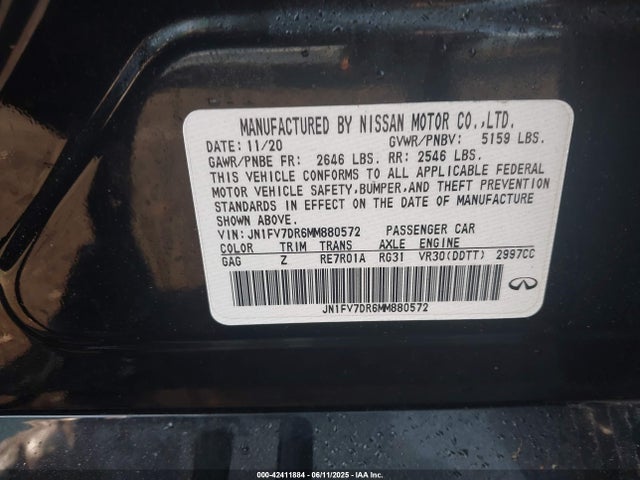 MANUFACTURED BY NISSAN MOTOR CO.,LTD.
DATE: 11/20 GVWR/PNBV: 5159 LBS.
GAWR/PNBE FR: 2646 LBS. RR: 2546 LBS.
THIS VEHICLE CONFORMS TO ALL APPLICABLE FEDERAL
MOTOR VEHICLE SAFETY,BUMPER,AND THEFT PREVENTION
STANDARDS IN EFFECT ON THE DATE OF MANUFACTURE
SHOWN ABOVE.
VIN: JN1FV7DR6MM880572 PASSENGER CAR
COLOR TRIM TRANS AXLE ENGINE
GAG Z RE7R01A RG31 VR30(DDTT) 2997CC
JN1FV7DR6MM880572
000-42411884 - 06/11/2025 - IAA Inc.